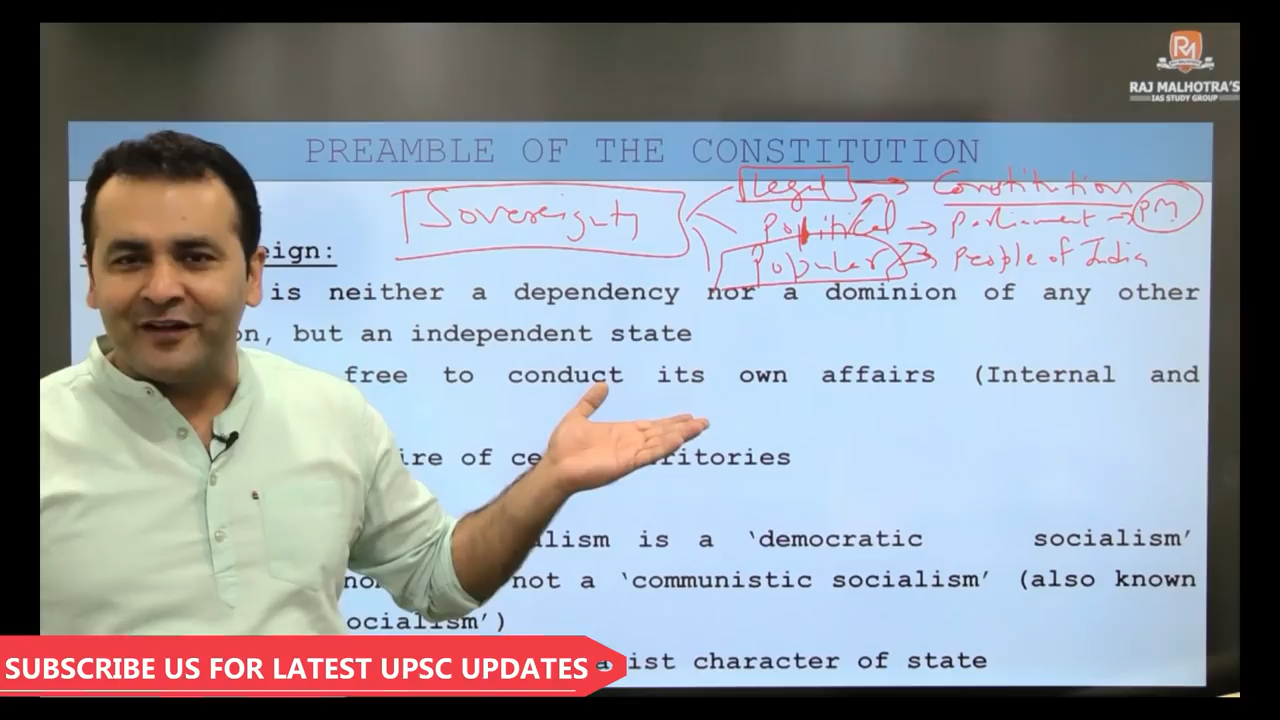 RM
RAJ MALHOTRA'S
IAS STUDY GROUP
PREAMBLE OF THE CONSTITUTION
Sovereignty
Legal → Constitution
Political → Parliament → PM
Popular → People of India
eign:
is neither a dependency nor a dominion of any other
on, but an independent state
free to conduct its own affairs (Internal and
ire of ce ritories
alism is a ‘democratic socialism’
not a ‘communistic socialism’ (also known
ocialism’)
ist character of state
SUBSCRIBE US FOR LATEST UPSC UPDATES